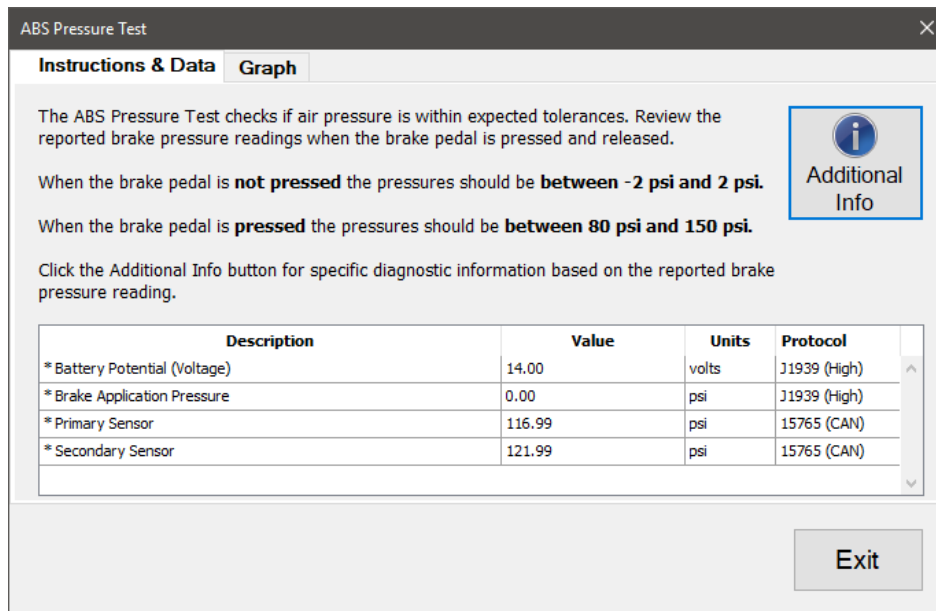 ABS Pressure Test
Instructions & Data
Graph
The ABS Pressure Test checks if air pressure is within expected tolerances. Review the
reported brake pressure readings when the brake pedal is pressed and released.
When the brake pedal is not pressed the pressures should be between -2 psi and 2 psi.
When the brake pedal is pressed the pressures should be between 80 psi and 150 psi.
Click the Additional Info button for specific diagnostic information based on the reported brake
pressure reading.
Additional
Info
Description Value Units Protocol
* Battery Potential (Voltage) 14.00 volts J1939 (High)
* Brake Application Pressure 0.00 psi J1939 (High)
* Primary Sensor 116.99 psi 15765 (CAN)
* Secondary Sensor 121.99 psi 15765 (CAN)
Exit